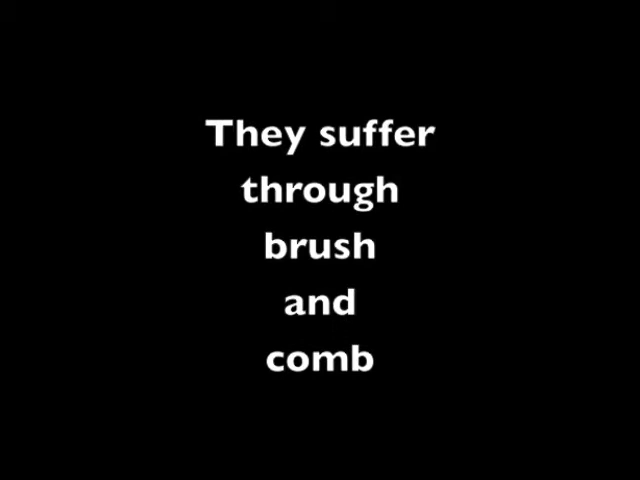 They suffer
through
brush
and
comb